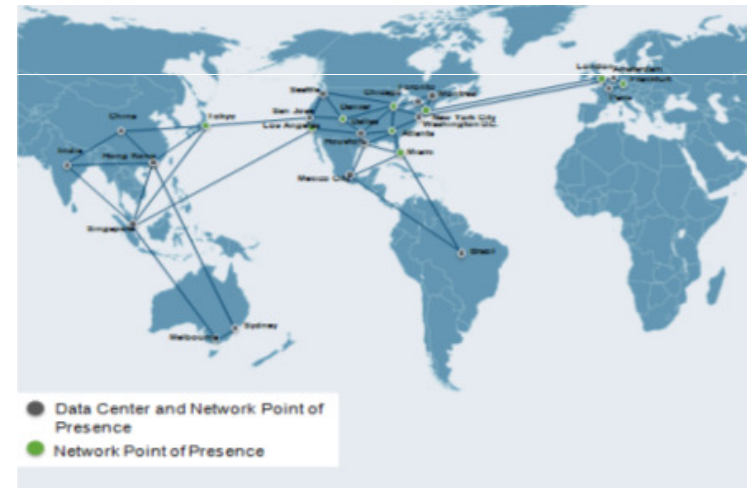 London
Amsterdam
Frankfurt
Paris
Seattle
Chicago
Toronto
Montreal
Denver
San Jose
Dallas
New York City
Los Angeles
Washington D.C.
Houston
Atlanta
Miami
Mexico City
China
Tokyo
India
Hong Kong
Singapore
Brazil
Sydney
Melbourne
Data Center and Network Point of
Presence
Network Point of Presence